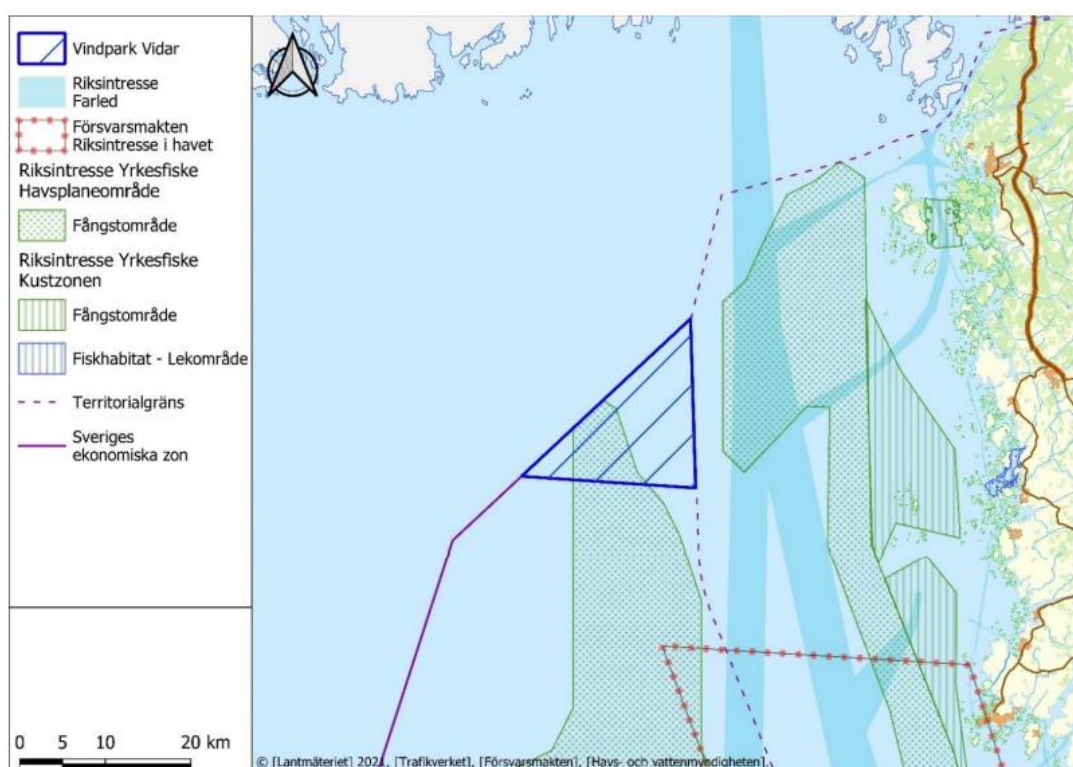 Vindpark Vidar
Riksintresse
Farled
Försvarsmakten
Riksintresse i havet
Riksintresse Yrkesfiske
Havsplaneområde
Fångstområde
Riksintresse Yrkesfiske
Kustzonen
Fångstområde
Fiskhabitat - Lekområde
Territorialgräns
Sveriges
ekonomiska zon
0 5 10 20 km
© [Lantmäteriet] 2021, [Trafikverket], [Försvarsmakten], [Havs- och vattenmyndigheten].